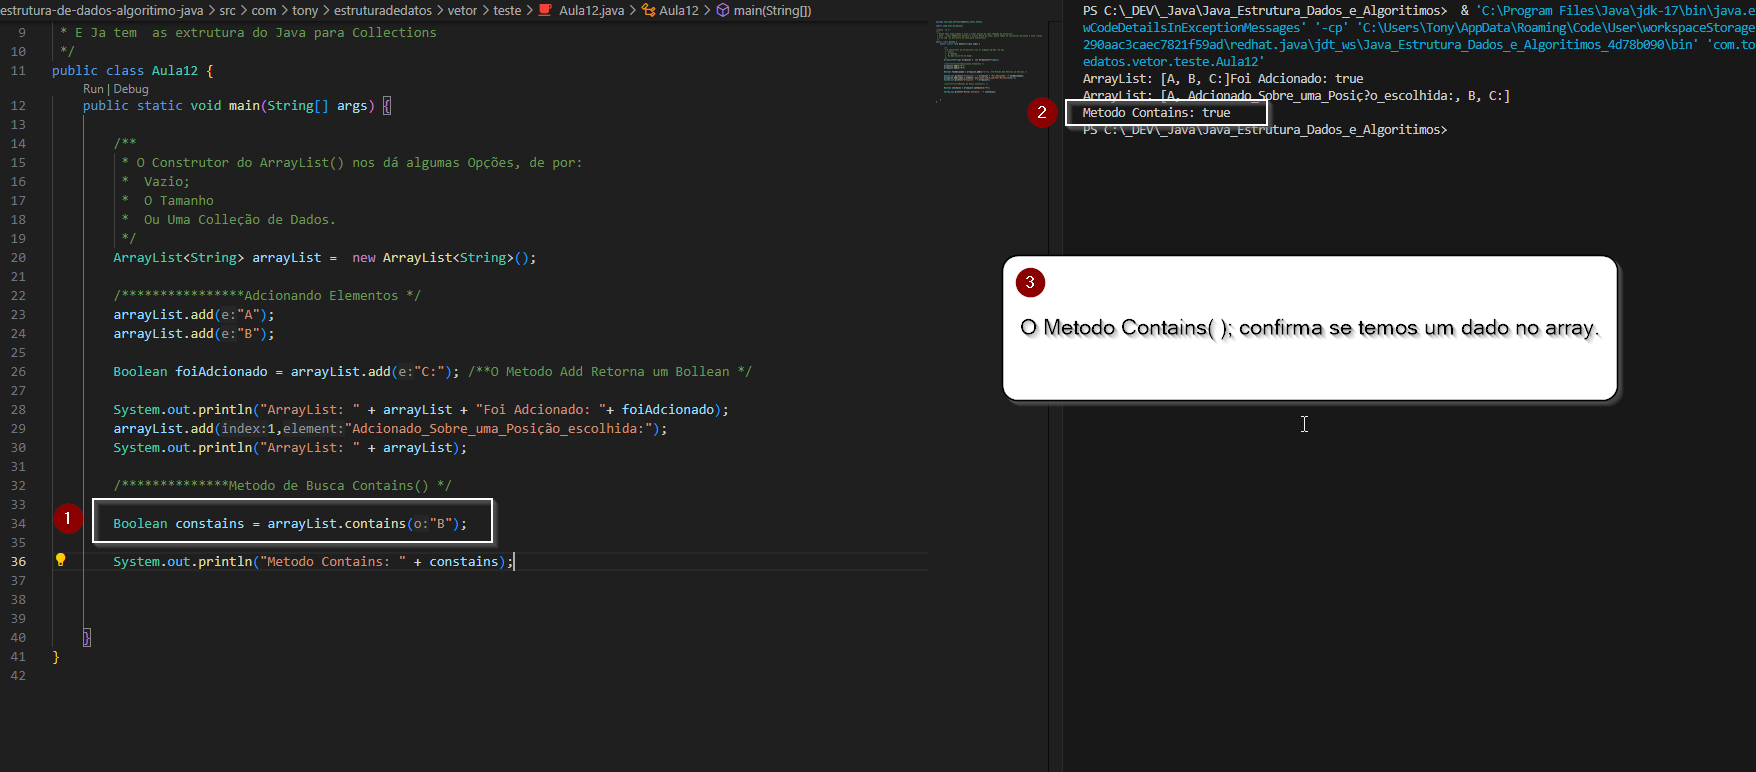 estrutura-de-dados-algoritimo-java > src > com > tony > estruturadedatos > vetor > teste > Aula12.java > Aula12 > main(String[])
9 * E Ja tem  as extrutura do Java para Collections
10 */
11 public class Aula12 {
Run | Debug
12 public static void main(String[] args) {
13
14 /**
15 * O Construtor do ArrayList() nos dá algumas Opções, de por:
16 *  Vazio;
17 *  O Tamanho
18 *  Ou Uma Colleção de Dados.
19 */
20 ArrayList<String> arrayList =  new ArrayList<String>();
21
22 /****************Adcionando Elementos */
23 arrayList.add(e:"A");
24 arrayList.add(e:"B");
25
26 Boolean foiAdcionado = arrayList.add(e:"C:"); /**O Metodo Add Retorna um Bollean */
27
28 System.out.println("ArrayList: " + arrayList + "Foi Adcionado: "+ foiAdcionado);
29 arrayList.add(index:1,element:"Adcionado_Sobre_uma_Posição_escolhida:");
30 System.out.println("ArrayList: " + arrayList);
31
32 /**************Metodo de Busca Contains() */
33
1
34 Boolean constains = arrayList.contains(o:"B");
35
36 System.out.println("Metodo Contains: " + constains);
37
38
39
40 }
41 }
42
PS C:\_DEV\_Java\Java_Estrutura_Dados_e_Algoritimos>  & 'C:\Program Files\Java\jdk-17\bin\java.e
wCodeDetailsInExceptionMessages' '-cp' 'C:\Users\Tony\AppData\Roaming\Code\User\workspaceStorage
290aac3caec7821f59ad\redhat.java\jdt_ws\Java_Estrutura_Dados_e_Algoritimos_4d78b090\bin' 'com.to
edatos.vetor.teste.Aula12'
ArrayList: [A, B, C:]Foi Adcionado: true
ArrayList: [A, Adcionado_Sobre_uma_Posiç?o_escolhida:, B, C:]
2
Metodo Contains: true
PS C:\_DEV\_Java\Java_Estrutura_Dados_e_Algoritimos>
3
O Metodo Contains( ); confirma se temos um dado no array.